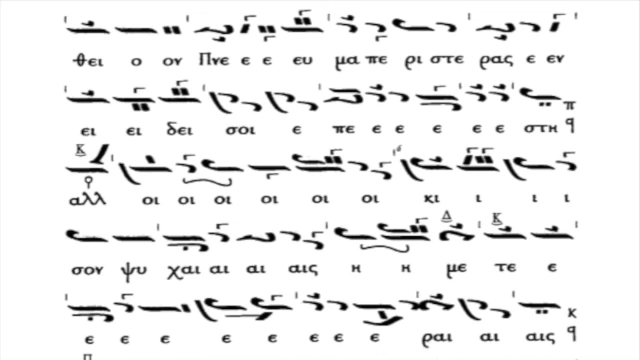 θει ο ον Πνε ε ε ευ μα πε ρι στε ρας ε εν
ει ει δει σοι ε πε ε ε ε ε ε στη π q
Κ
αλλ οι οι οι οι οι οι κι ι ι ι
Δ Κ
σον ψυ χαι αι αι αις η η με τε ε
ε ε ε ε ε ε ε ε ραι αι αις κ q
Π